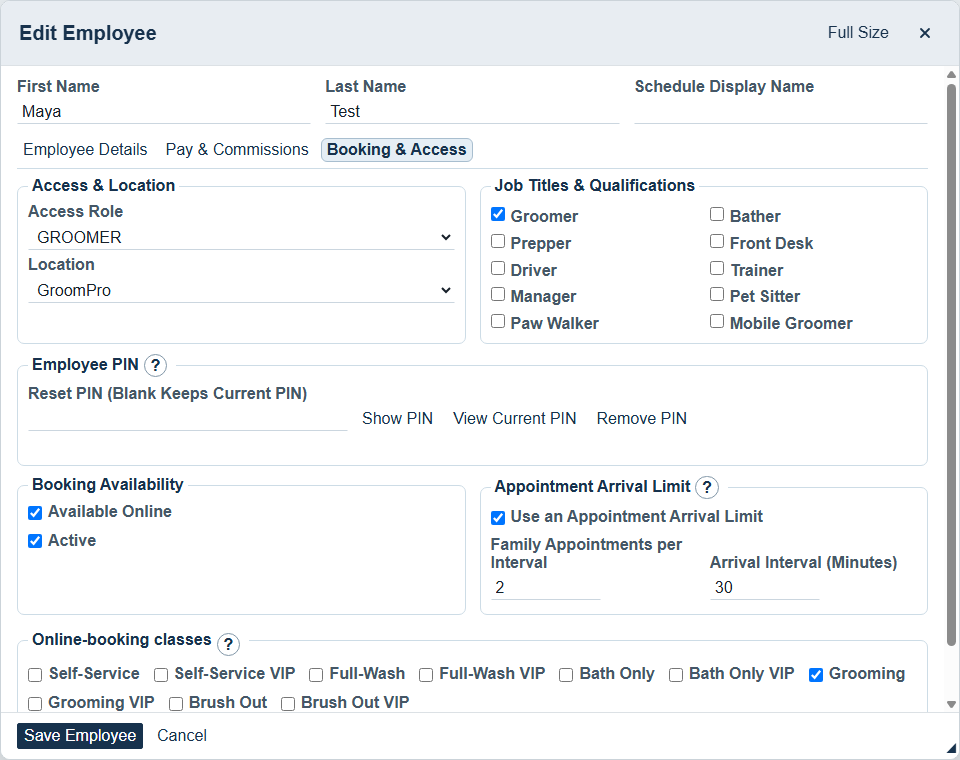 Edit Employee
Full Size ×
First Name Last Name Schedule Display Name
Maya Test
Employee Details Pay & Commissions Booking & Access
Access & Location
Access Role
GROOMER
Location
GroomPro
Job Titles & Qualifications
Groomer Bather
Prepper Front Desk
Driver Trainer
Manager Pet Sitter
Paw Walker Mobile Groomer
Employee PIN ?
Reset PIN (Blank Keeps Current PIN)
Show PIN View Current PIN Remove PIN
Booking Availability
Available Online
Active
Appointment Arrival Limit ?
Use an Appointment Arrival Limit
Family Appointments per
Interval
Arrival Interval (Minutes)
2 30
Online-booking classes ?
Self-Service Self-Service VIP Full-Wash Full-Wash VIP Bath Only Bath Only VIP Grooming
Grooming VIP Brush Out Brush Out VIP
Save Employee Cancel